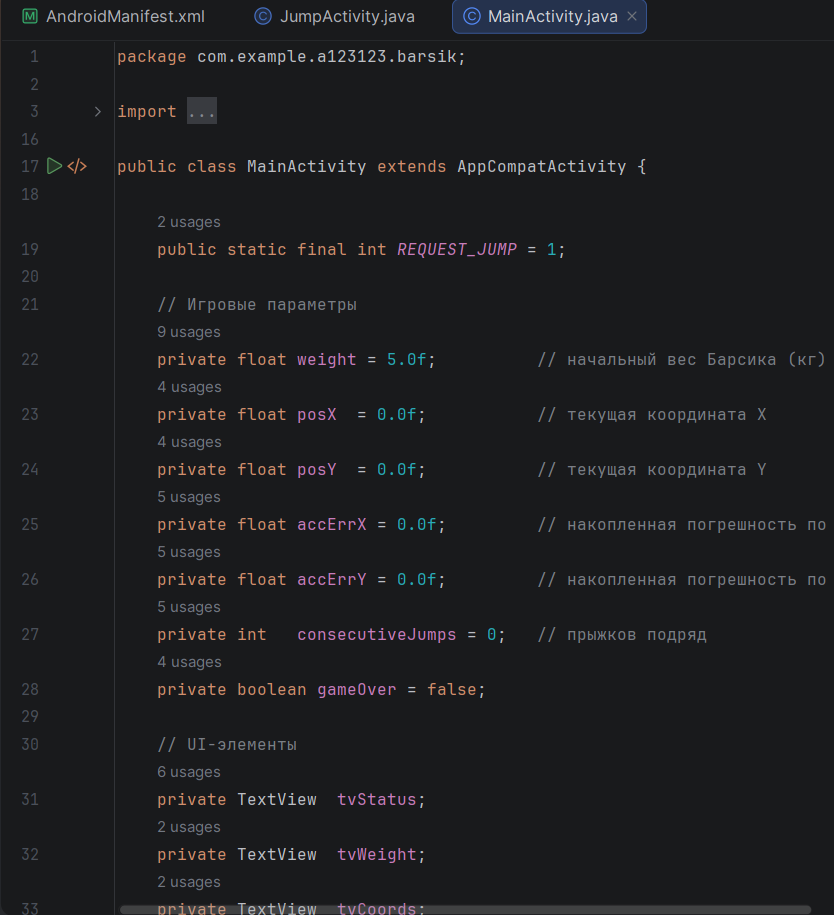 AndroidManifest.xml JumpActivity.java MainActivity.java
1 package com.example.a123123.barsik;
2
3 import ...
16
17 public class MainActivity extends AppCompatActivity {
18
2 usages
19 public static final int REQUEST_JUMP = 1;
20
21 // Игровые параметры
9 usages
22 private float weight = 5.0f; // начальный вес Барсика (кг)
4 usages
23 private float posX = 0.0f; // текущая координата X
4 usages
24 private float posY = 0.0f; // текущая координата Y
5 usages
25 private float accErrX = 0.0f; // накопленная погрешность по
5 usages
26 private float accErrY = 0.0f; // накопленная погрешность по
5 usages
27 private int consecutiveJumps = 0; // прыжков подряд
4 usages
28 private boolean gameOver = false;
29
30 // UI-элементы
6 usages
31 private TextView tvStatus;
2 usages
32 private TextView tvWeight;
2 usages
33 private TextView tvCoords;